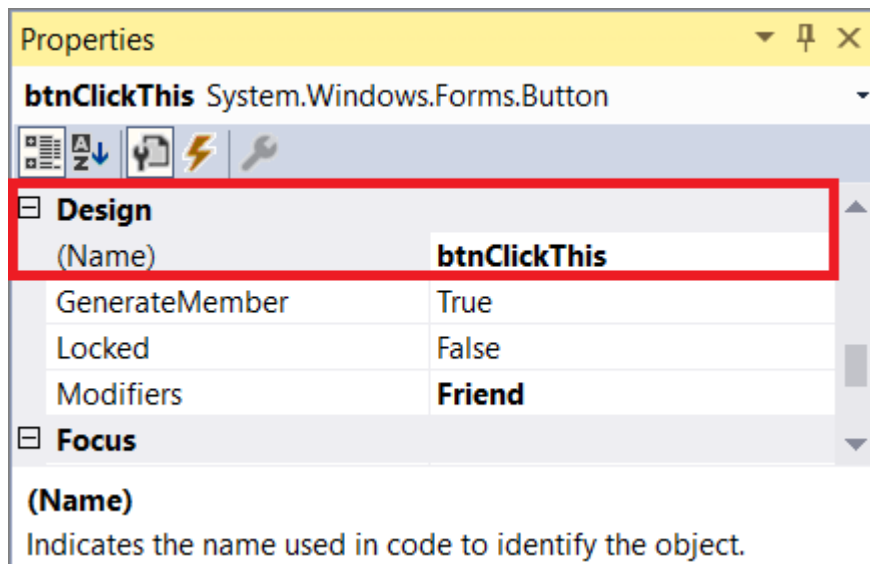 Properties
btnClickThis System.Windows.Forms.Button
Design
(Name) btnClickThis
GenerateMember True
Locked False
Modifiers Friend
Focus
(Name)
Indicates the name used in code to identify the object.